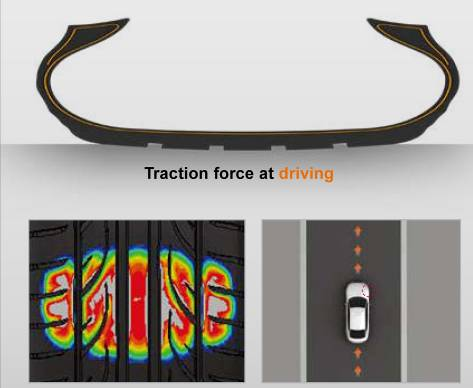 Traction force at driving